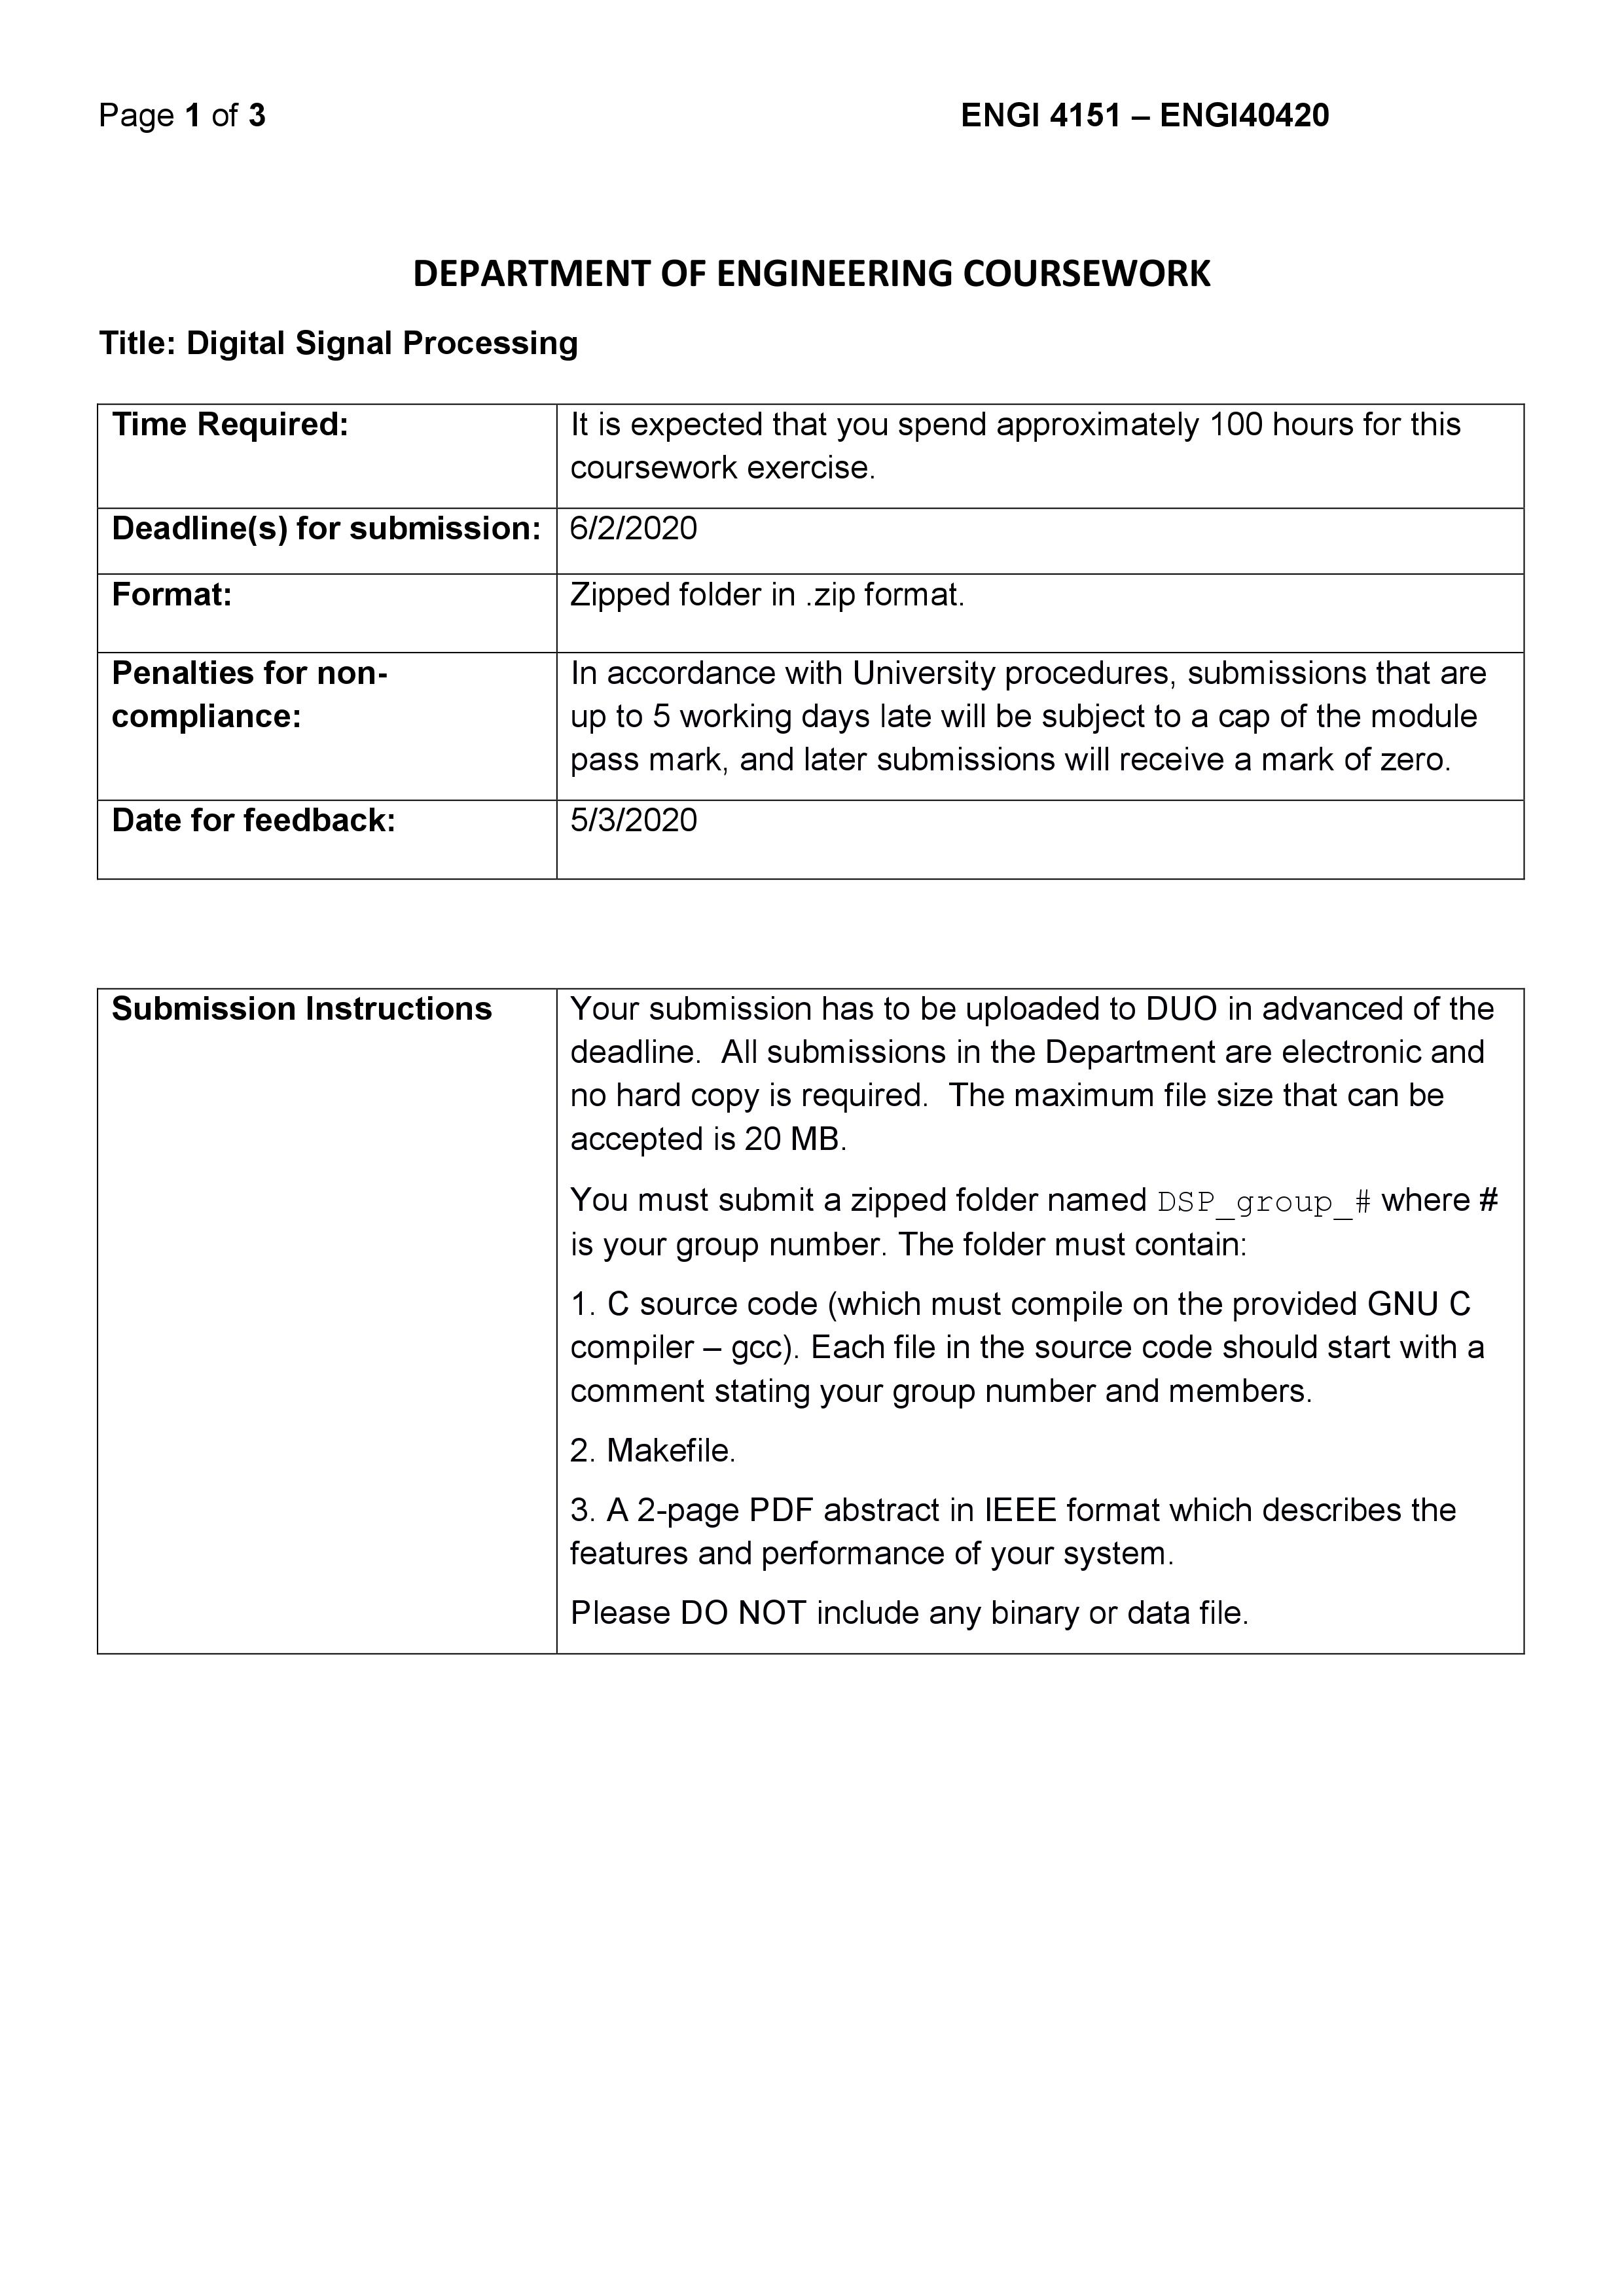 Page 1 of 3
ENGI 4151 – ENGI40420
DEPARTMENT OF ENGINEERING COURSEWORK
Title: Digital Signal Processing
Time Required:
It is expected that you spend approximately 100 hours for this
coursework exercise.
Deadline(s) for submission:
6/2/2020
Format:
Zipped folder in .zip format.
Penalties for non-
compliance:
In accordance with University procedures, submissions that are
up to 5 working days late will be subject to a cap of the module
pass mark, and later submissions will receive a mark of zero.
Date for feedback:
5/3/2020
Submission Instructions
Your submission has to be uploaded to DUO in advanced of the
deadline.  All submissions in the Department are electronic and
no hard copy is required.  The maximum file size that can be
accepted is 20 MB.
You must submit a zipped folder named DSP_group_# where #
is your group number. The folder must contain:
1. C source code (which must compile on the provided GNU C
compiler – gcc). Each file in the source code should start with a
comment stating your group number and members.
2. Makefile.
3. A 2-page PDF abstract in IEEE format which describes the
features and performance of your system.
Please DO NOT include any binary or data file.